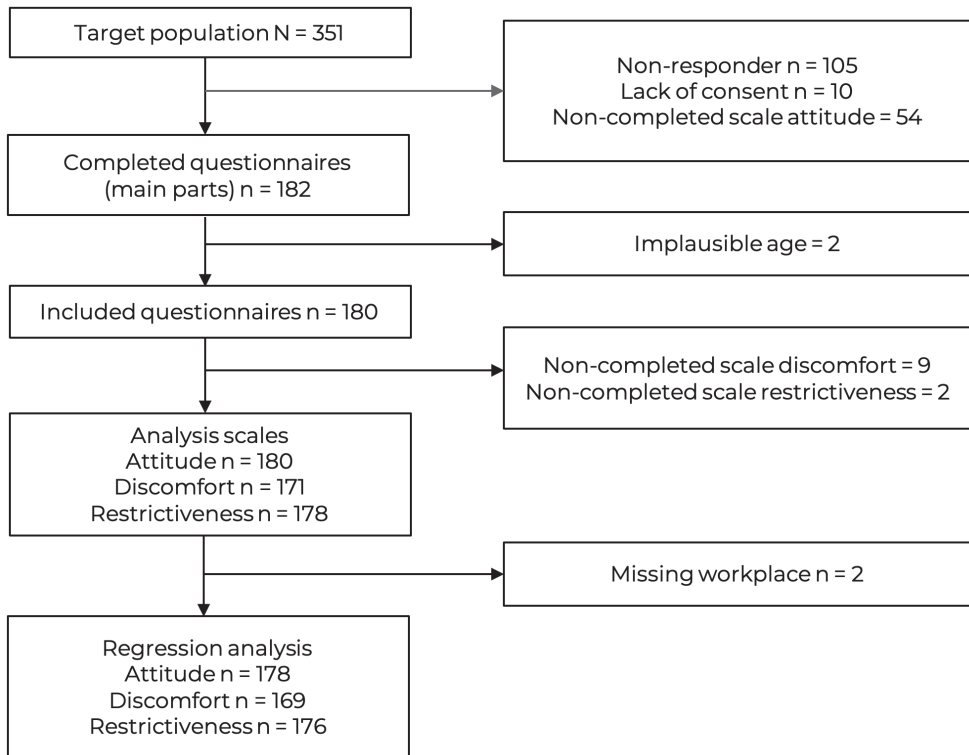 Target population N = 351
Non-responder n = 105
Lack of consent n = 10
Non-completed scale attitude = 54
Completed questionnaires
(main parts) n = 182
Implausible age = 2
Included questionnaires n = 180
Non-completed scale discomfort = 9
Non-completed scale restrictiveness = 2
Analysis scales
Attitude n = 180
Discomfort n = 171
Restrictiveness n = 178
Missing workplace n = 2
Regression analysis
Attitude n = 178
Discomfort n = 169
Restrictiveness n = 176